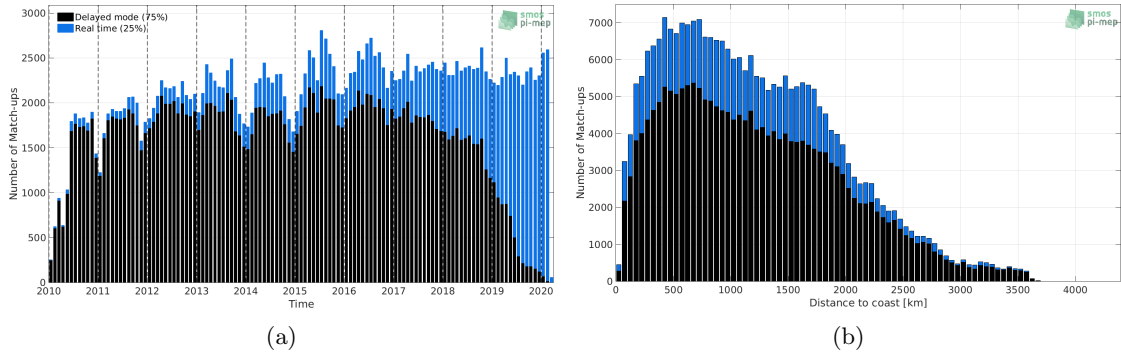 3000
2500
2000
1500
1000
500
0
Number of Match-ups
Delayed mode (75%)
Real time (25%)
smos
pi-mep
2010 2011 2012 2013 2014 2015 2016 2017 2018 2019 2020
Time
(a)
7000
6000
5000
4000
3000
2000
1000
0
Number of Match-ups
smos
pi-mep
0 500 1000 1500 2000 2500 3000 3500 4000
Distance to coast [km]
(b)